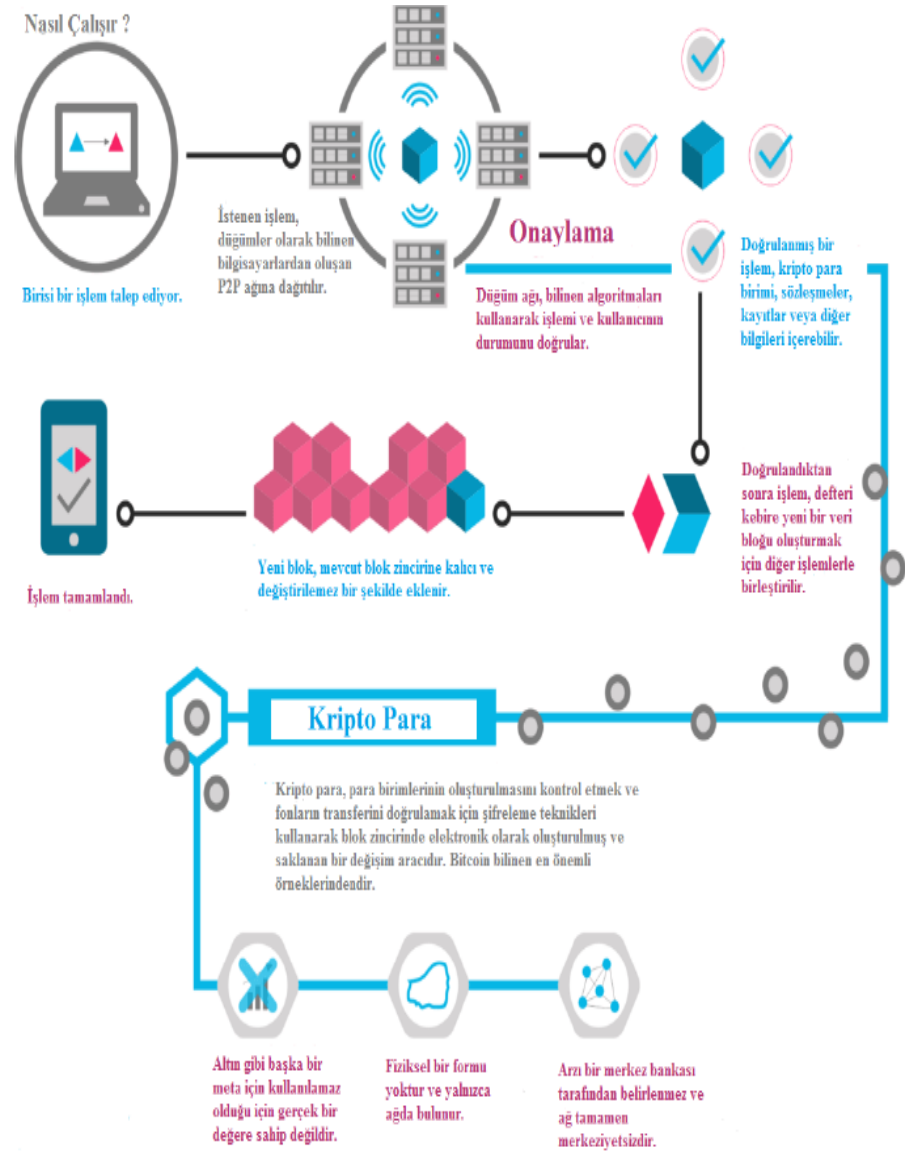 Nasıl Çalışır ?
Birisi bir işlem talep ediyor.
İstenen işlem,
düğümler olarak bilinen
bilgisayarlardan oluşan
P2P ağına dağıtılır.
Onaylama
Düğüm ağı, bilinen algoritmaları
kullanarak işlemi ve kullanıcının
durumunu doğrular.
Doğrulanmış bir
işlem, kripto para
birimi, sözleşmeler,
kayıtlar veya diğer
bilgileri içerebilir.
Doğrulandıktan
sonra işlem, defteri
kebire yeni bir veri
bloğu oluşturmak
için diğer işlemlerle
birleştirilir.
Yeni blok, mevcut blok zincirine kalıcı ve
değiştirilemez bir şekilde eklenir.
İşlem tamamlandı.
Kripto Para
Kripto para, para birimlerinin oluşturulmasını kontrol etmek ve
fonların transferini doğrulamak için şifreleme teknikleri
kullanarak blok zincirinde elektronik olarak oluşturulmuş ve
saklanan bir değişim aracıdır. Bitcoin bilinen en önemli
örneklerindendir.
Altın gibi başka bir
meta için kullanılamaz
olduğu için gerçek bir
değere sahip değildir.
Fiziksel bir formu
yoktur ve yalnızca
ağda bulunur.
Arzı bir merkez bankası
tarafından belirlenmez ve
ağ tamamen
merkeziyetsizdir.